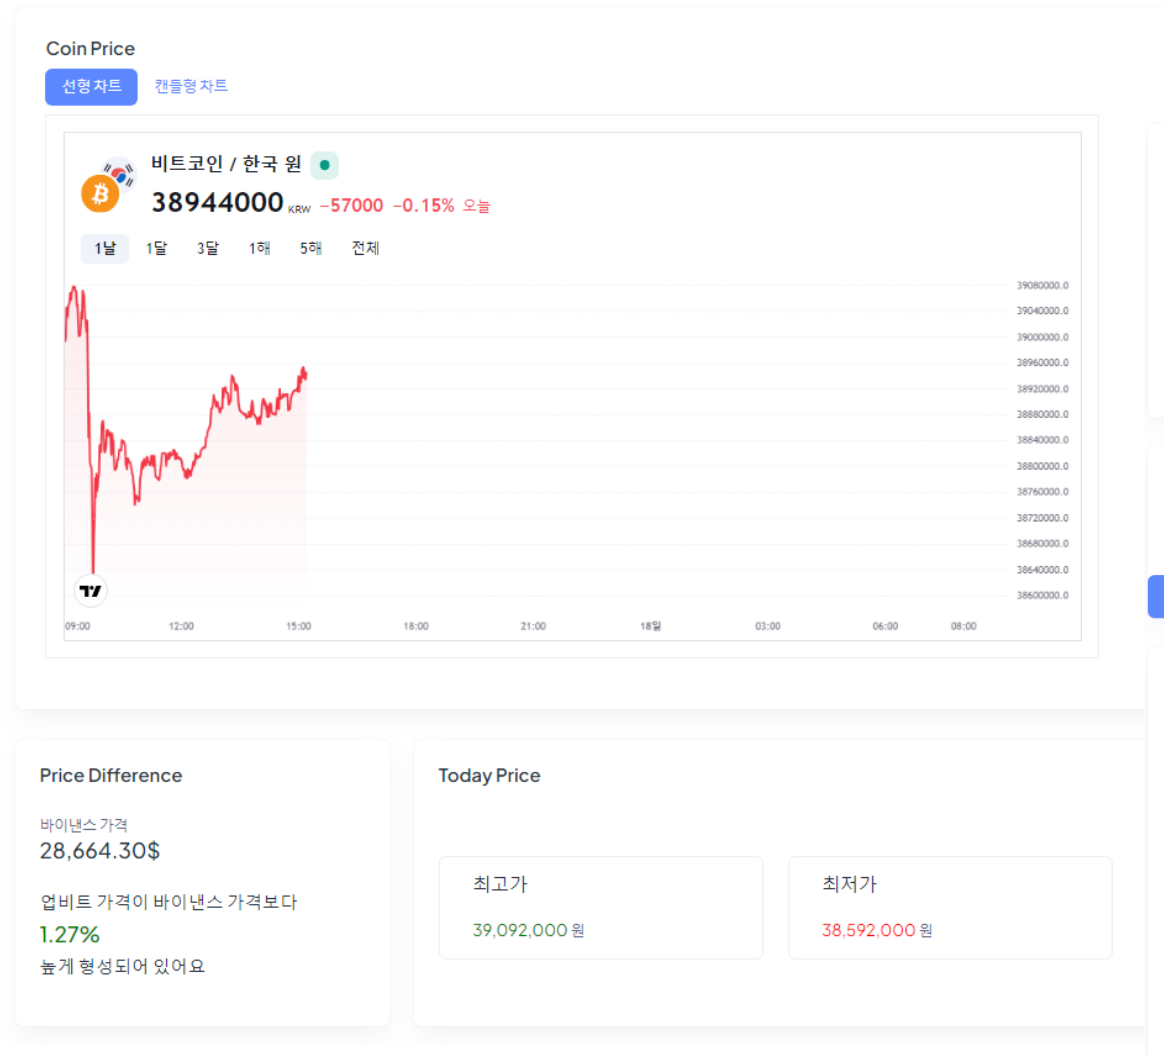 Coin Price
선형 차트 캔들형 차트
비트코인 / 한국 원
38944000 KRW −57000 −0.15% 오늘
1날 1달 3달 1해 5해 전체
39080000.0
39040000.0
39000000.0
38960000.0
38920000.0
38880000.0
38840000.0
38800000.0
38760000.0
38720000.0
38680000.0
38640000.0
38600000.0
09:00 12:00 15:00 18:00 21:00 18일 03:00 06:00 08:00
Price Difference
바이낸스 가격
28,664.30$
업비트 가격이 바이낸스 가격보다
1.27%
높게 형성되어 있어요
Today Price
최고가
39,092,000 원
최저가
38,592,000 원